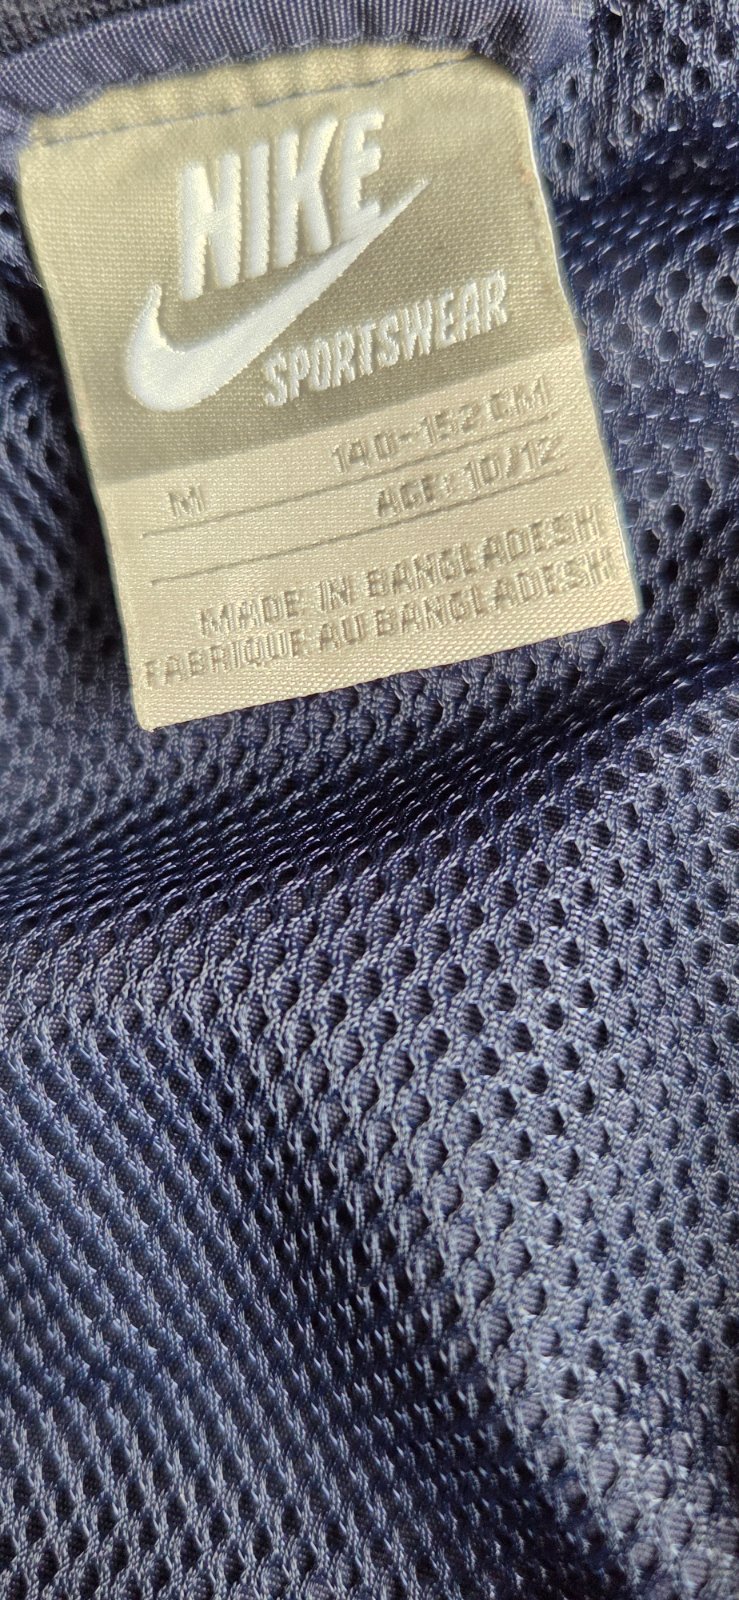 NIKE
SPORTSWEAR
M 140-152 CM
AGE: 10/12
MADE IN BANGLADESH
FABRIQUE AU BANGLADESH